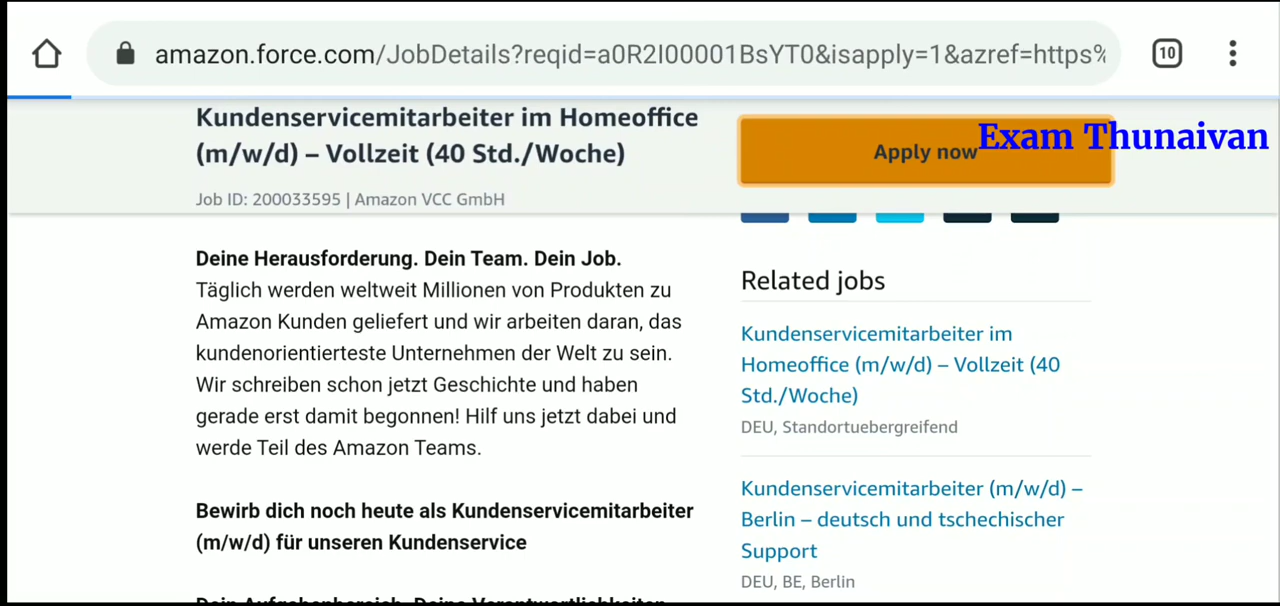 amazon.force.com/JobDetails?reqid=a0R2I00001BsYT0&isapply=1&azref=https%
10
Kundenservicemitarbeiter im Homeoffice
(m/w/d) – Vollzeit (40 Std./Woche)
Job ID: 200033595 | Amazon VCC GmbH
Apply now
Exam Thunaivan
Deine Herausforderung. Dein Team. Dein Job.
Täglich werden weltweit Millionen von Produkten zu
Amazon Kunden geliefert und wir arbeiten daran, das
kundenorientierteste Unternehmen der Welt zu sein.
Wir schreiben schon jetzt Geschichte und haben
gerade erst damit begonnen! Hilf uns jetzt dabei und
werde Teil des Amazon Teams.
Bewirb dich noch heute als Kundenservicemitarbeiter
(m/w/d) für unseren Kundenservice
Dein Aufgabenbereich. Deine Verantwortlichkeiten.
Related jobs
Kundenservicemitarbeiter im
Homeoffice (m/w/d) – Vollzeit (40
Std./Woche)
DEU, Standortuebergreifend
Kundenservicemitarbeiter (m/w/d) –
Berlin – deutsch und tschechischer
Support
DEU, BE, Berlin